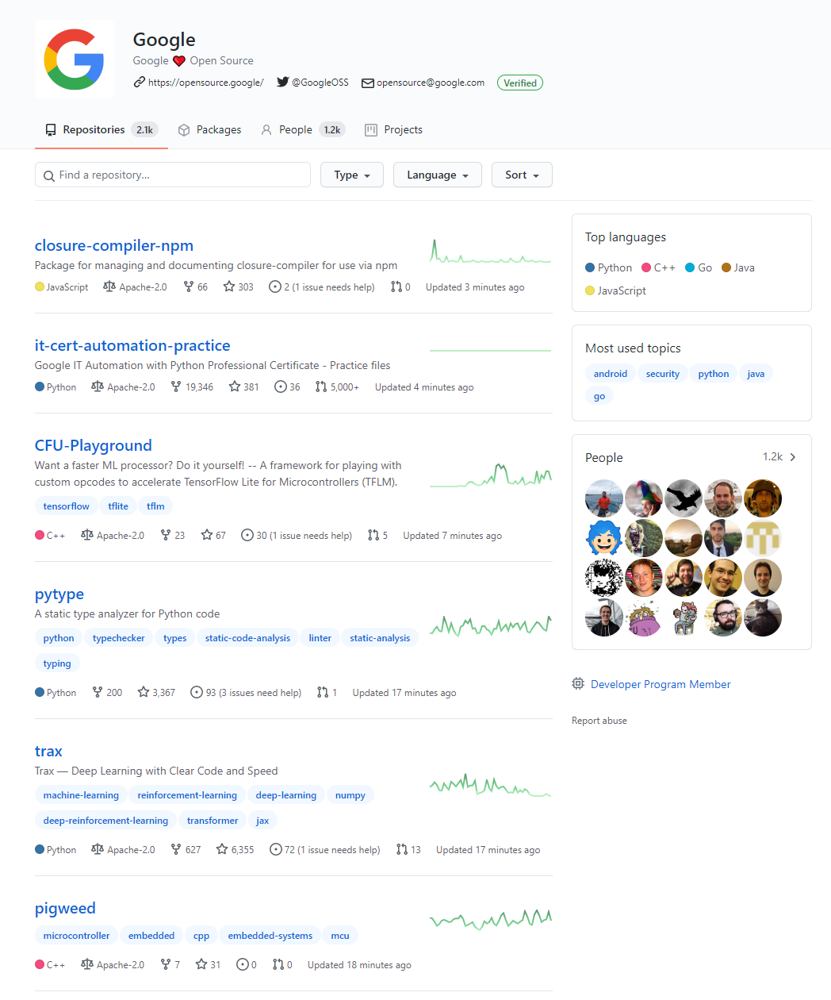 Google
Google Open Source
https://opensource.google/ @GoogleOSS opensource@google.com Verified
Repositories 2.1k Packages People 1.2k Projects
Find a repository... Type Language Sort
closure-compiler-npm
Package for managing and documenting closure-compiler for use via npm
JavaScript Apache-2.0 66 303 2 (1 issue needs help) 0 Updated 3 minutes ago
it-cert-automation-practice
Google IT Automation with Python Professional Certificate - Practice files
Python Apache-2.0 19,346 381 36 5,000+ Updated 4 minutes ago
CFU-Playground
Want a faster ML processor? Do it yourself! -- A framework for playing with
custom opcodes to accelerate TensorFlow Lite for Microcontrollers (TFLM).
tensorflow tflite tflm
C++ Apache-2.0 23 67 30 (1 issue needs help) 5 Updated 7 minutes ago
pytype
A static type analyzer for Python code
python typechecker types static-code-analysis linter static-analysis
typing
Python 200 3,367 93 (3 issues need help) 1 Updated 17 minutes ago
trax
Trax — Deep Learning with Clear Code and Speed
machine-learning reinforcement-learning deep-learning numpy
deep-reinforcement-learning transformer jax
Python Apache-2.0 627 6,355 72 (1 issue needs help) 13 Updated 17 minutes ago
pigweed
microcontroller embedded cpp embedded-systems mcu
C++ Apache-2.0 7 31 0 0 Updated 18 minutes ago
Top languages
Python C++ Go Java
JavaScript
Most used topics
android security python java
go
People 1.2k
Developer Program Member
Report abuse